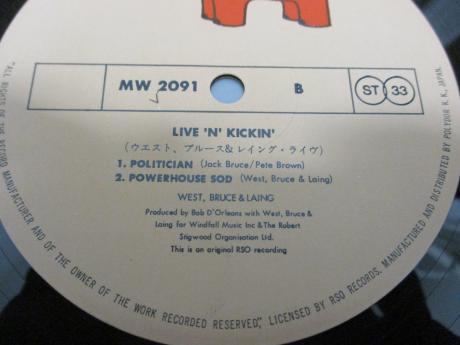 MW 2091
B
ST 33
LIVE 'N' KICKIN'
(ウエスト、ブルース&レイング・ライヴ)
1. POLITICIAN (Jack Bruce/Pete Brown)
2. POWERHOUSE SOD (West, Bruce & Laing)
WEST, BRUCE & LAING
Produced by Bob D'Orleans with West, Bruce &
Laing for Windfall Music Inc & The Robert
Stigwood Organisation Ltd.
This is an original RSO recording
"ALL RIGHTS OF THE RECORD MANUFACTURER AND OF THE OWNER OF THE WORK RECORDED RESERVED", LICENSED BY RSO RECORDS. MANUFACTURED AND DISTRIBUTED BY POLYDOR K. K. JAPAN.